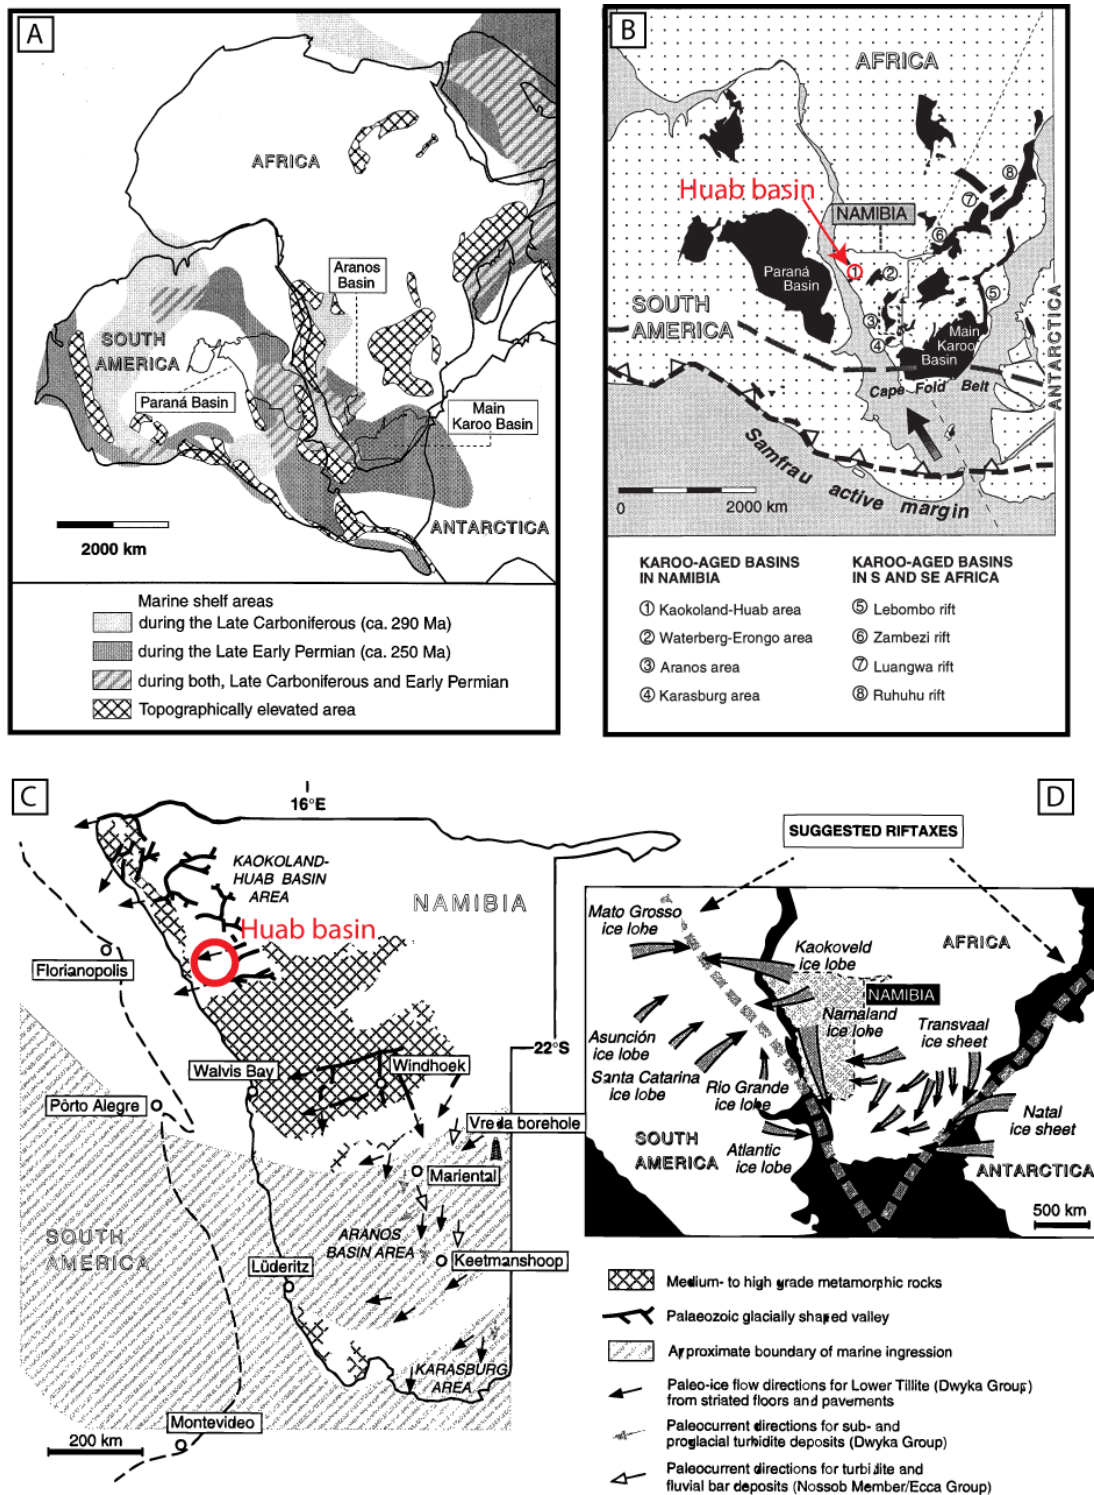 A
AFRICA
Aranos
Basin
SOUTH
AMERICA
Paraná Basin
Main
Karoo Basin
ANTARCTICA
2000 km
Marine shelf areas
during the Late Carboniferous (ca. 290 Ma)
during the Late Early Permian (ca. 250 Ma)
during both, Late Carboniferous and Early Permian
Topographically elevated area
B
AFRICA
Huab basin
NAMIBIA
8
7
6
1
2
Paraná
Basin
5
SOUTH
AMERICA
3
4
Main
Karoo
Basin
Cape Fold Belt
ANTARCTICA
Samfrau active margin
0 2000 km
KAROO-AGED BASINS
IN NAMIBIA
1 Kaokoland-Huab area
2 Waterberg-Erongo area
3 Aranos area
4 Karasburg area
KAROO-AGED BASINS
IN S AND SE AFRICA
5 Lebombo rift
6 Zambezi rift
7 Luangwa rift
8 Ruhuhu rift
C
16°E
KAOKOLAND-
HUAB BASIN
AREA
NAMIBIA
Huab basin
Florianopolis
22°S
Walvis Bay
Windhoek
Pôrto Alegre
Vreda borehole
Mariental
SOUTH
AMERICA
ARANOS
BASIN AREA
Keetmanshoop
Lüderitz
KARASBURG
AREA
Montevideo
200 km
D
SUGGESTED RIFTAXES
Mato Grosso
ice lobe
AFRICA
Kaokoveld
ice lobe
NAMIBIA
Namaland
ice lobe
Transvaal
ice sheet
Asunción
ice lobe
Santa Catarina
ice lobe
Rio Grande
ice lobe
Natal
ice sheet
SOUTH
AMERICA
Atlantic
ice lobe
ANTARCTICA
500 km
Medium- to high grade metamorphic rocks
Palaeozoic glacially shaped valley
Approximate boundary of marine ingression
Paleo-ice flow directions for Lower Tillite (Dwyka Group)
from striated floors and pavements
Paleocurrent directions for sub- and
proglacial turbidite deposits (Dwyka Group)
Paleocurrent directions for turbidite and
fluvial bar deposits (Nossob Member/Ecca Group)